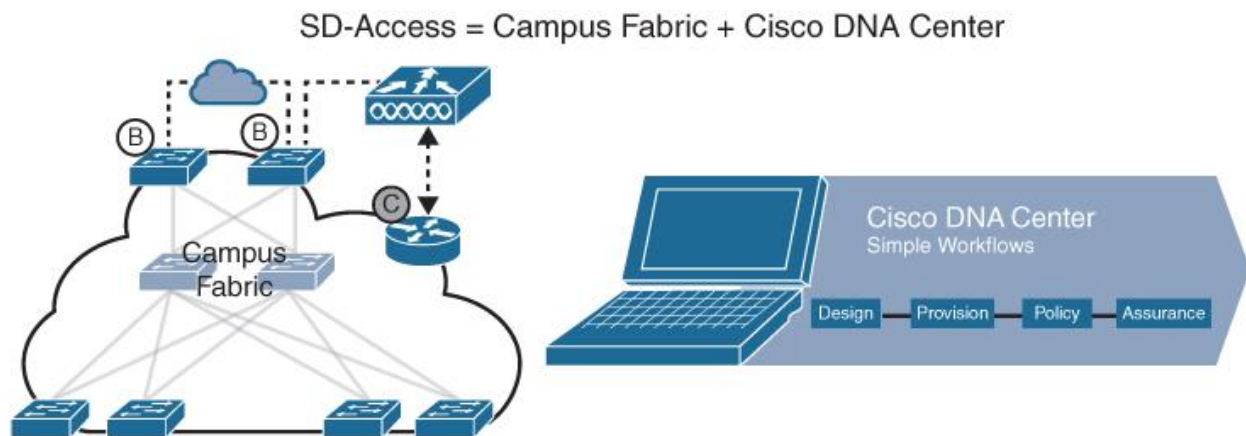 SD-Access = Campus Fabric + Cisco DNA Center
B
B
C
Campus
Fabric
Cisco DNA Center
Simple Workflows
Design
Provision
Policy
Assurance